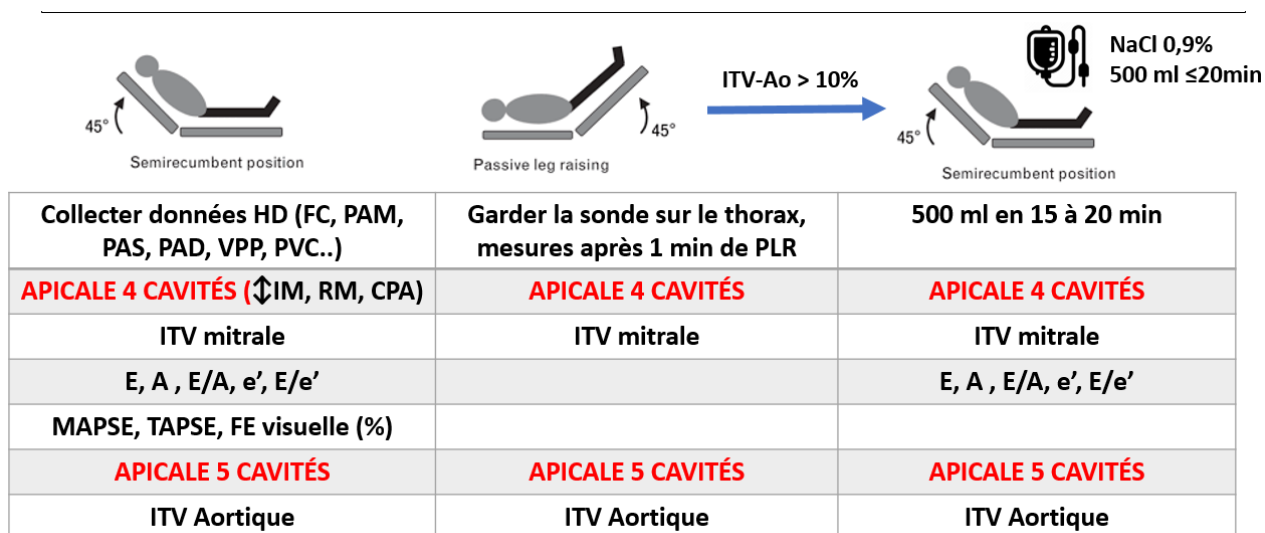 NaCl 0,9%
500 ml ≤20min
ITV-Ao > 10%
45°
45°
45°
Semirecumbent position
Passive leg raising
Semirecumbent position
Collecter données HD (FC, PAM,
PAS, PAD, VPP, PVC..)
Garder la sonde sur le thorax,
mesures après 1 min de PLR
500 ml en 15 à 20 min
APICALE 4 CAVITÉS (↕IM, RM, CPA)
APICALE 4 CAVITÉS
APICALE 4 CAVITÉS
ITV mitrale
ITV mitrale
ITV mitrale
E, A , E/A, e’, E/e’
E, A , E/A, e’, E/e’
MAPSE, TAPSE, FE visuelle (%)
APICALE 5 CAVITÉS
APICALE 5 CAVITÉS
APICALE 5 CAVITÉS
ITV Aortique
ITV Aortique
ITV Aortique